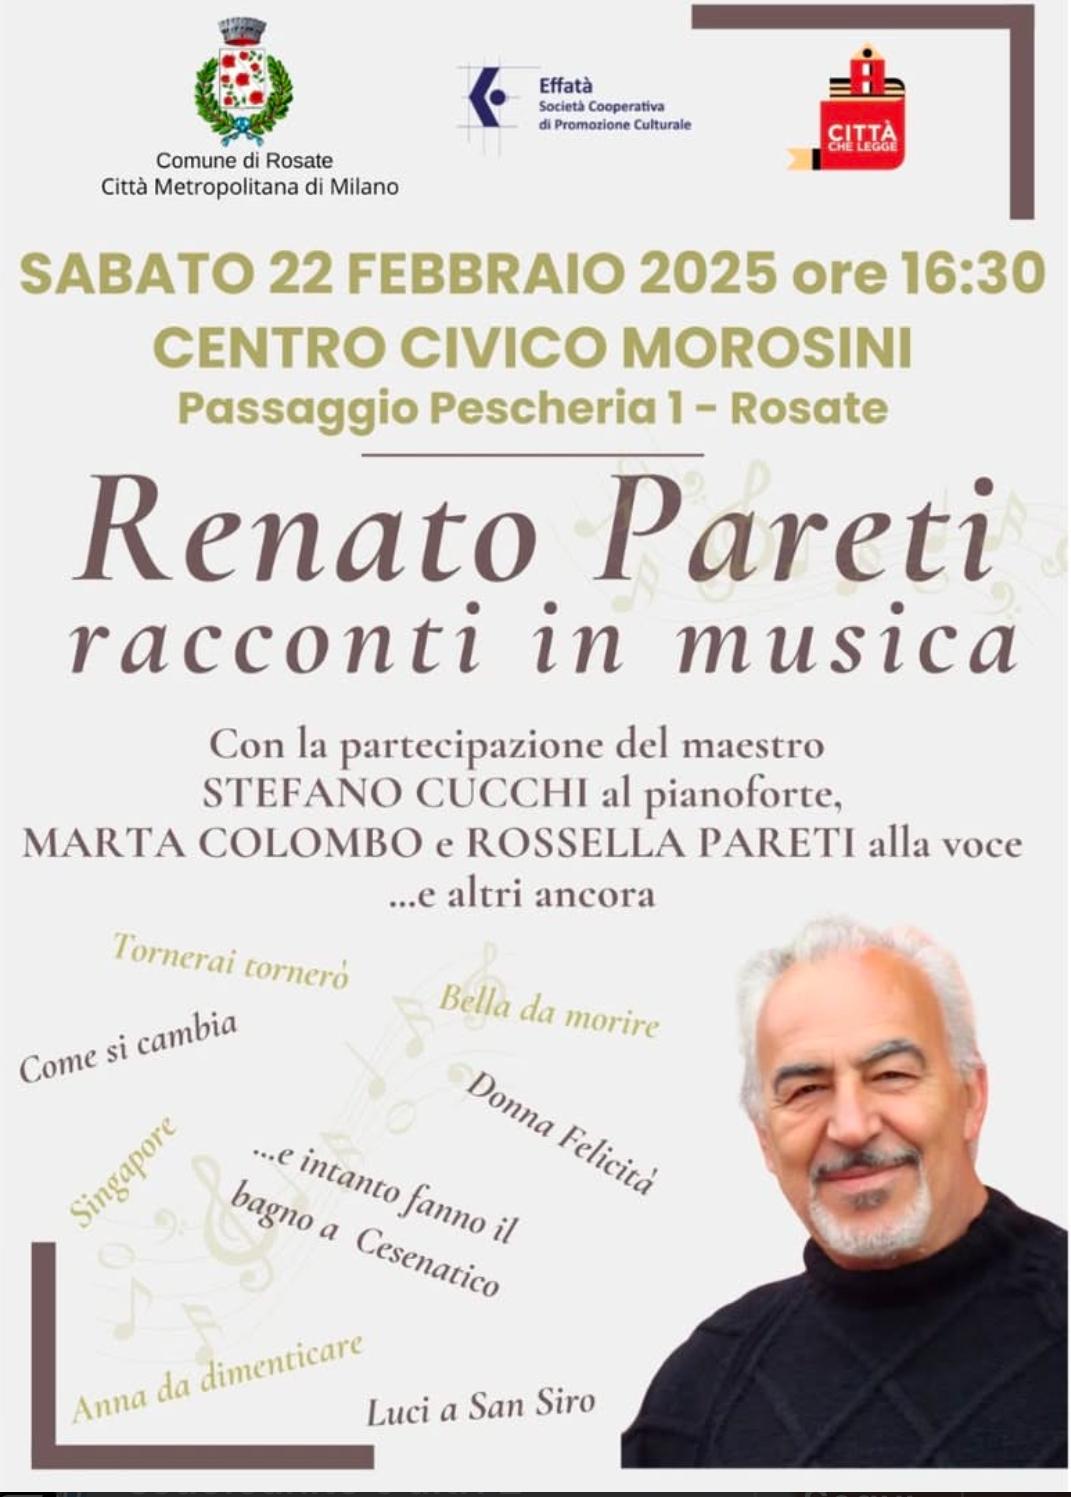 Comune di Rosate
Città Metropolitana di Milano
Effatà
Società Cooperativa
di Promozione Culturale
CITTÀ
CHE LEGGE
SABATO 22 FEBBRAIO 2025 ore 16:30
CENTRO CIVICO MOROSINI
Passaggio Pescheria 1 - Rosate
Renato Pareti
racconti in musica
Con la partecipazione del maestro
STEFANO CUCCHI al pianoforte,
MARTA COLOMBO e ROSSELLA PARETI alla voce
...e altri ancora
Tornerai tornerò
Bella da morire
Come si cambia
Donna Felicità
Singapore
...e intanto fanno il
bagno a Cesenatico
Anna da dimenticare
Luci a San Siro